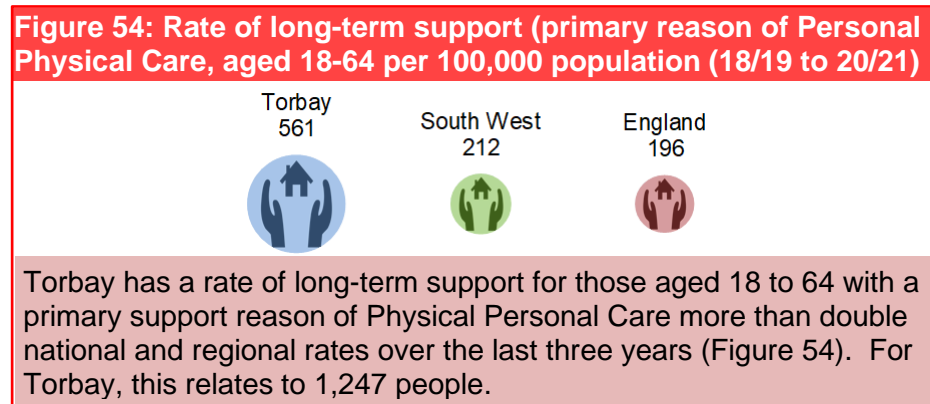 Figure 54: Rate of long-term support (primary reason of Personal
Physical Care, aged 18-64 per 100,000 population (18/19 to 20/21)
Torbay
561
South West
212
England
196
Torbay has a rate of long-term support for those aged 18 to 64 with a
primary support reason of Physical Personal Care more than double
national and regional rates over the last three years (Figure 54).  For
Torbay, this relates to 1,247 people.